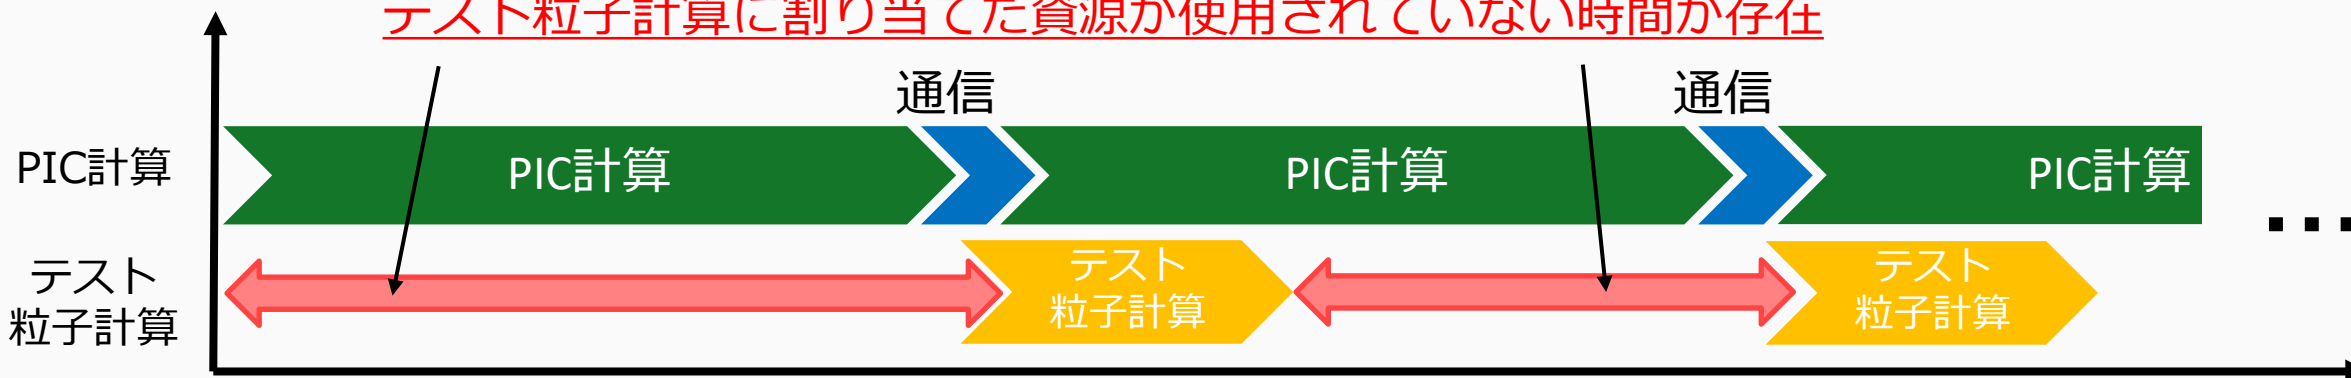 テスト粒子計算に割り当てた資源が使用されていない時間が存在
通信 通信
PIC計算 PIC計算 PIC計算 PIC計算
テスト
粒子計算
テスト
粒子計算
テスト
粒子計算
...